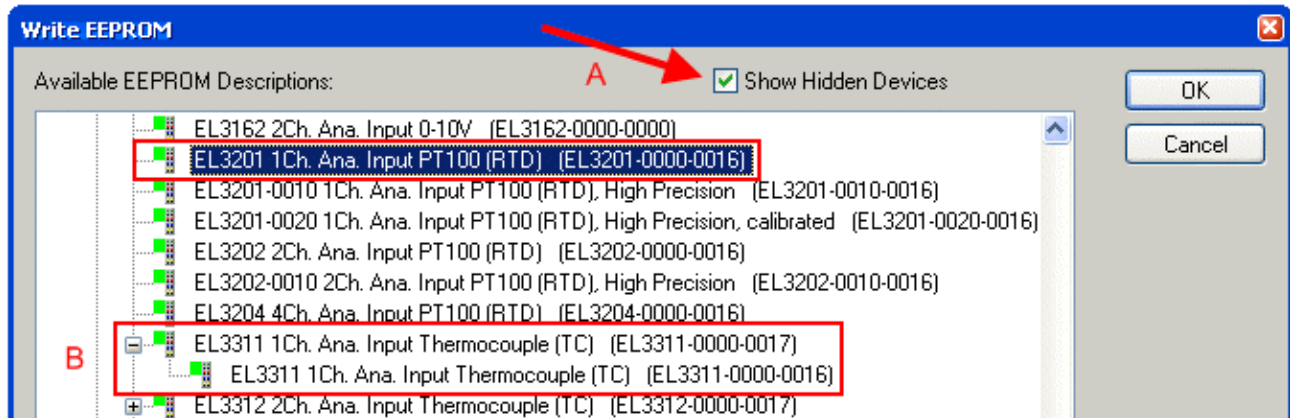 Write EEPROM
A
Available EEPROM Descriptions: Show Hidden Devices
OK
EL3162 2Ch. Ana. Input 0-10V (EL3162-0000-0000)
Cancel
EL3201 1Ch. Ana. Input PT100 (RTD) (EL3201-0000-0016)
EL3201-0010 1Ch. Ana. Input PT100 (RTD), High Precision (EL3201-0010-0016)
EL3201-0020 1Ch. Ana. Input PT100 (RTD), High Precision, calibrated (EL3201-0020-0016)
EL3202 2Ch. Ana. Input PT100 (RTD) (EL3202-0000-0016)
EL3202-0010 2Ch. Ana. Input PT100 (RTD), High Precision (EL3202-0010-0016)
EL3204 4Ch. Ana. Input PT100 (RTD) (EL3204-0000-0016)
B
EL3311 1Ch. Ana. Input Thermocouple (TC) (EL3311-0000-0017)
EL3311 1Ch. Ana. Input Thermocouple (TC) (EL3311-0000-0016)
EL3312 2Ch. Ana. Input Thermocouple (TC) (EL3312-0000-0017)